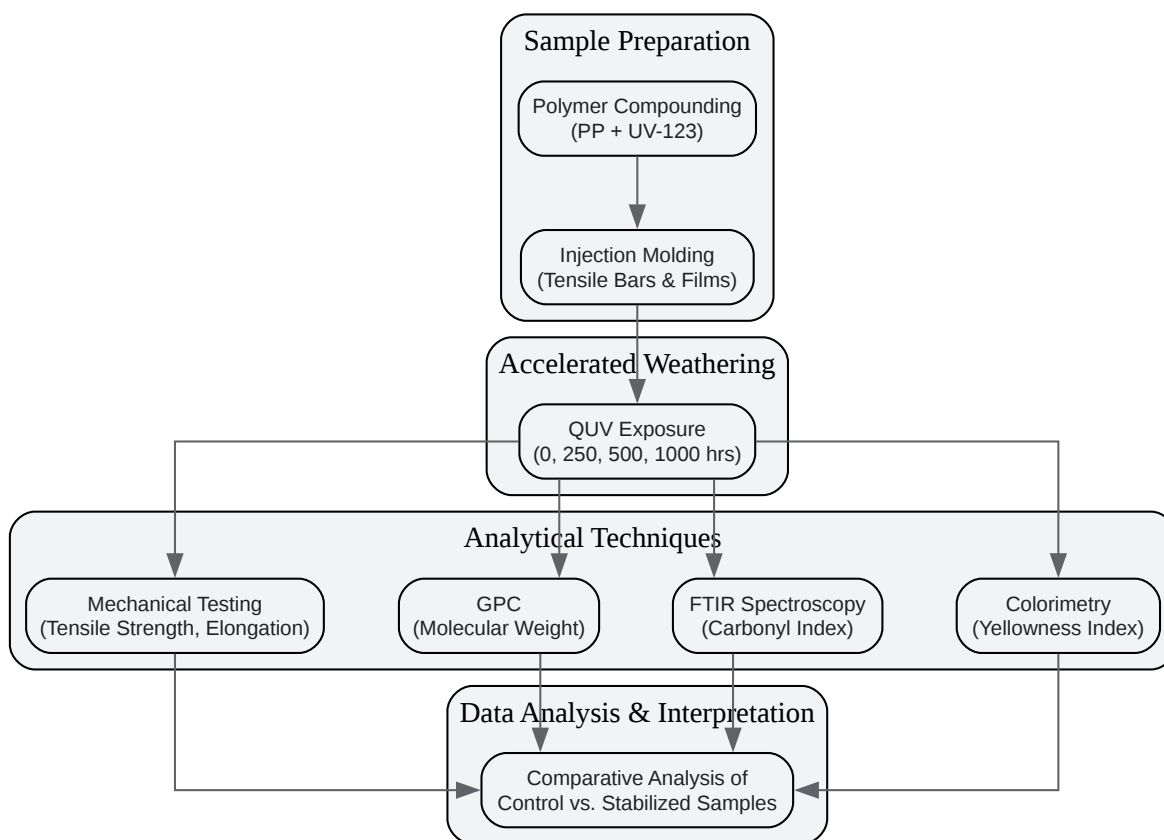 Sample Preparation
Polymer Compounding
(PP + UV-123)
Injection Molding
(Tensile Bars & Films)
Accelerated Weathering
QUV Exposure
(0, 250, 500, 1000 hrs)
Analytical Techniques
Mechanical Testing
(Tensile Strength, Elongation)
GPC
(Molecular Weight)
FTIR Spectroscopy
(Carbonyl Index)
Colorimetry
(Yellowness Index)
Data Analysis & Interpretation
Comparative Analysis of
Control vs. Stabilized Samples